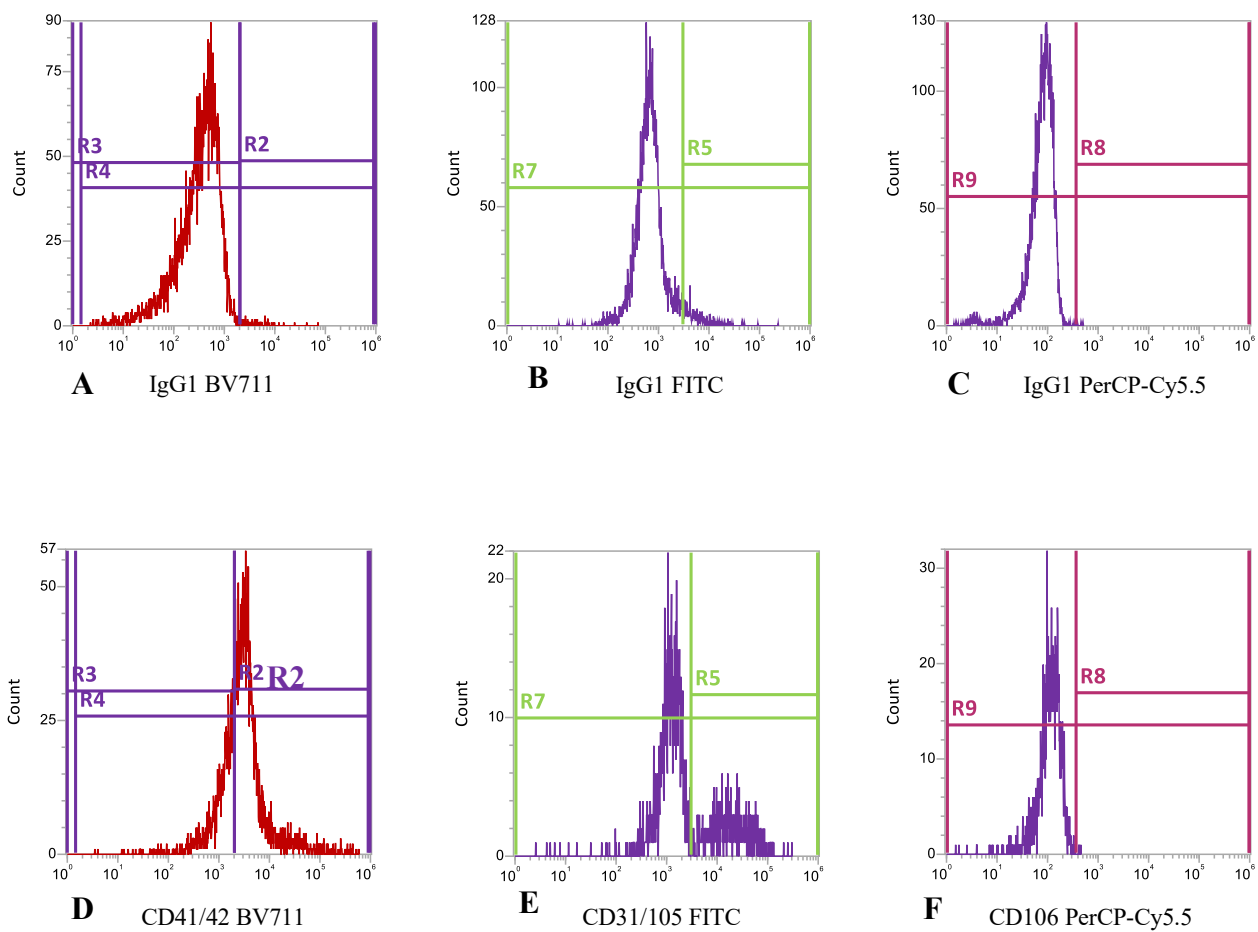 90
75
50
25
0
Count
R3
R4
R2
10^0 10^1 10^2 10^3 10^4 10^5 10^6
A IgG1 BV711
128
100
50
0
Count
R7
R5
10^0 10^1 10^2 10^3 10^4 10^5 10^6
B IgG1 FITC
130
100
50
0
Count
R9
R8
10^0 10^1 10^2 10^3 10^4 10^5 10^6
C IgG1 PerCP-Cy5.5
57
50
25
0
Count
R3
R4
R2 R2
10^0 10^1 10^2 10^3 10^4 10^5 10^6
D CD41/42 BV711
22
20
10
0
Count
R7
R5
10^0 10^1 10^2 10^3 10^4 10^5 10^6
E CD31/105 FITC
30
20
10
0
Count
R9
R8
10^0 10^1 10^2 10^3 10^4 10^5 10^6
F CD106 PerCP-Cy5.5